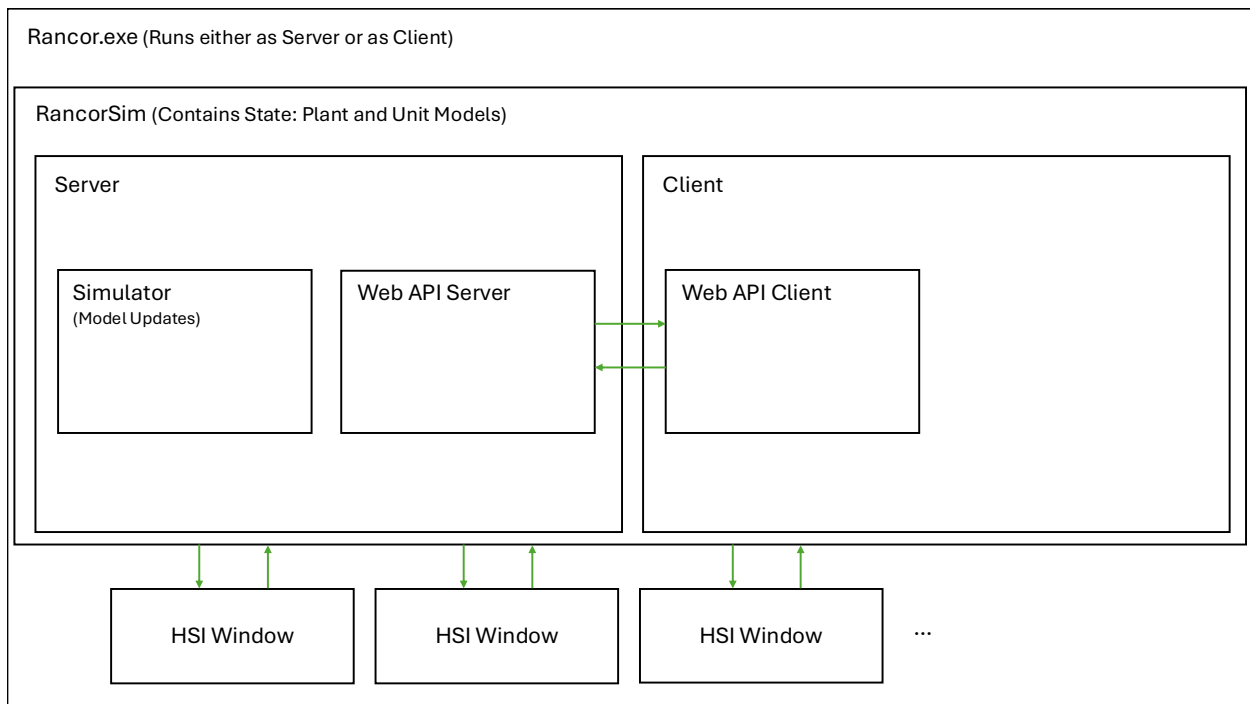 Rancor.exe (Runs either as Server or as Client)
RancorSim (Contains State: Plant and Unit Models)
Server
Client
Simulator
(Model Updates)
Web API Server
Web API Client
HSI Window
HSI Window
HSI Window
...